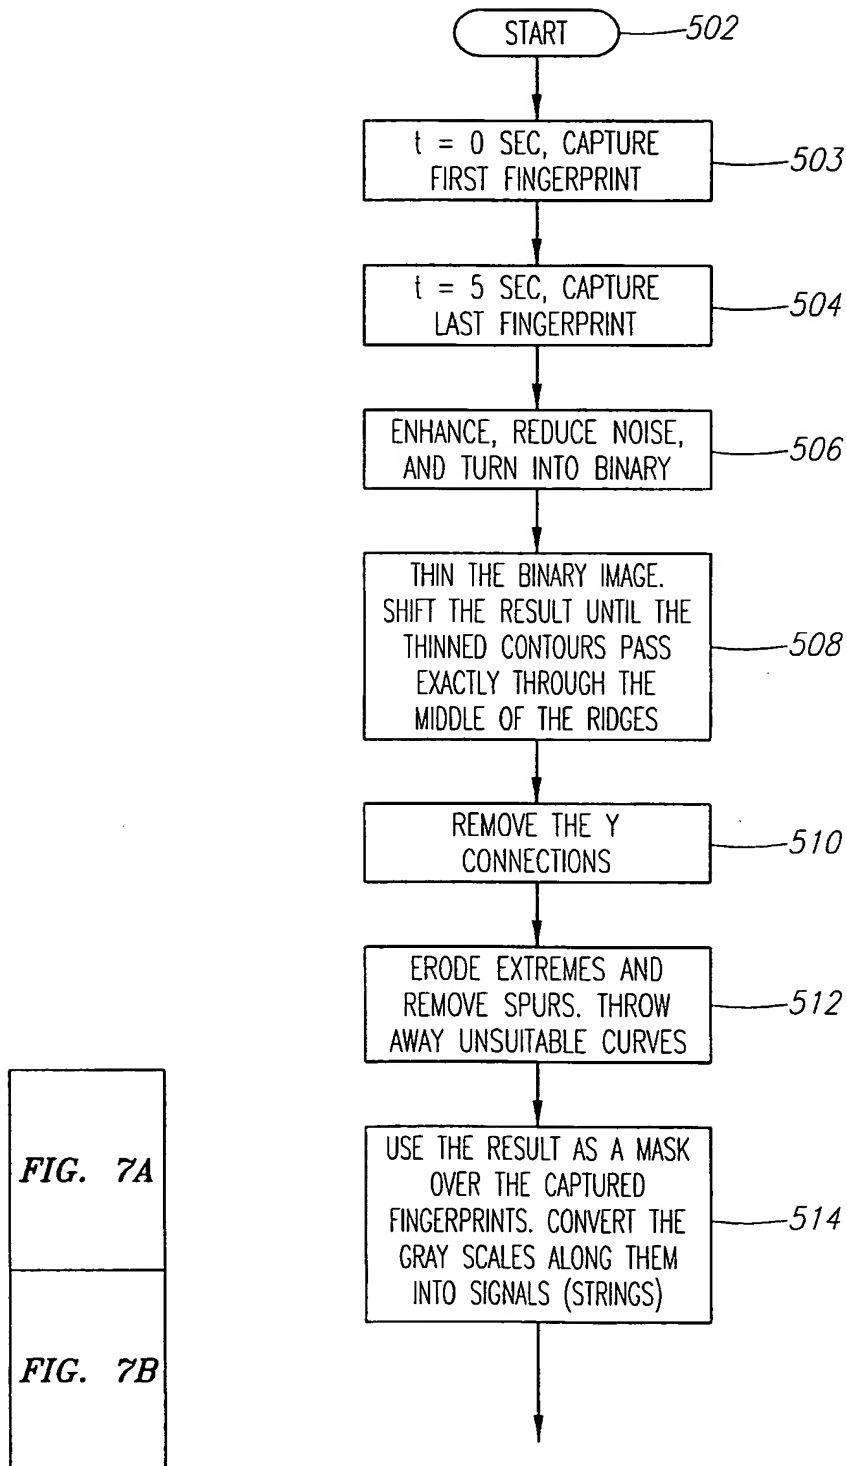 START
502
t = 0 SEC, CAPTURE
FIRST FINGERPRINT
503
t = 5 SEC, CAPTURE
LAST FINGERPRINT
504
ENHANCE, REDUCE NOISE,
AND TURN INTO BINARY
506
THIN THE BINARY IMAGE.
SHIFT THE RESULT UNTIL THE
THINNED CONTOURS PASS
EXACTLY THROUGH THE
MIDDLE OF THE RIDGES
508
REMOVE THE Y
CONNECTIONS
510
ERODE EXTREMES AND
REMOVE SPURS. THROW
AWAY UNSUITABLE CURVES
512
USE THE RESULT AS A MASK
OVER THE CAPTURED
FINGERPRINTS. CONVERT THE
GRAY SCALES ALONG THEM
INTO SIGNALS (STRINGS)
514
FIG. 7A
FIG. 7B